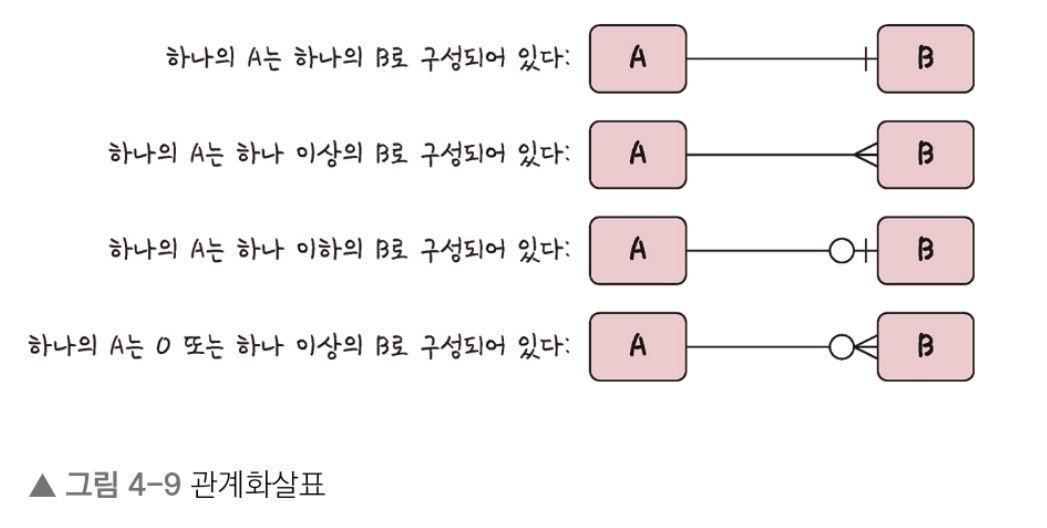 하나의 A는 하나의 B로 구성되어 있다: A B
하나의 A는 하나 이상의 B로 구성되어 있다: A B
하나의 A는 하나 이하의 B로 구성되어 있다: A B
하나의 A는 0 또는 하나 이상의 B로 구성되어 있다: A B
▲ 그림 4-9 관계화살표